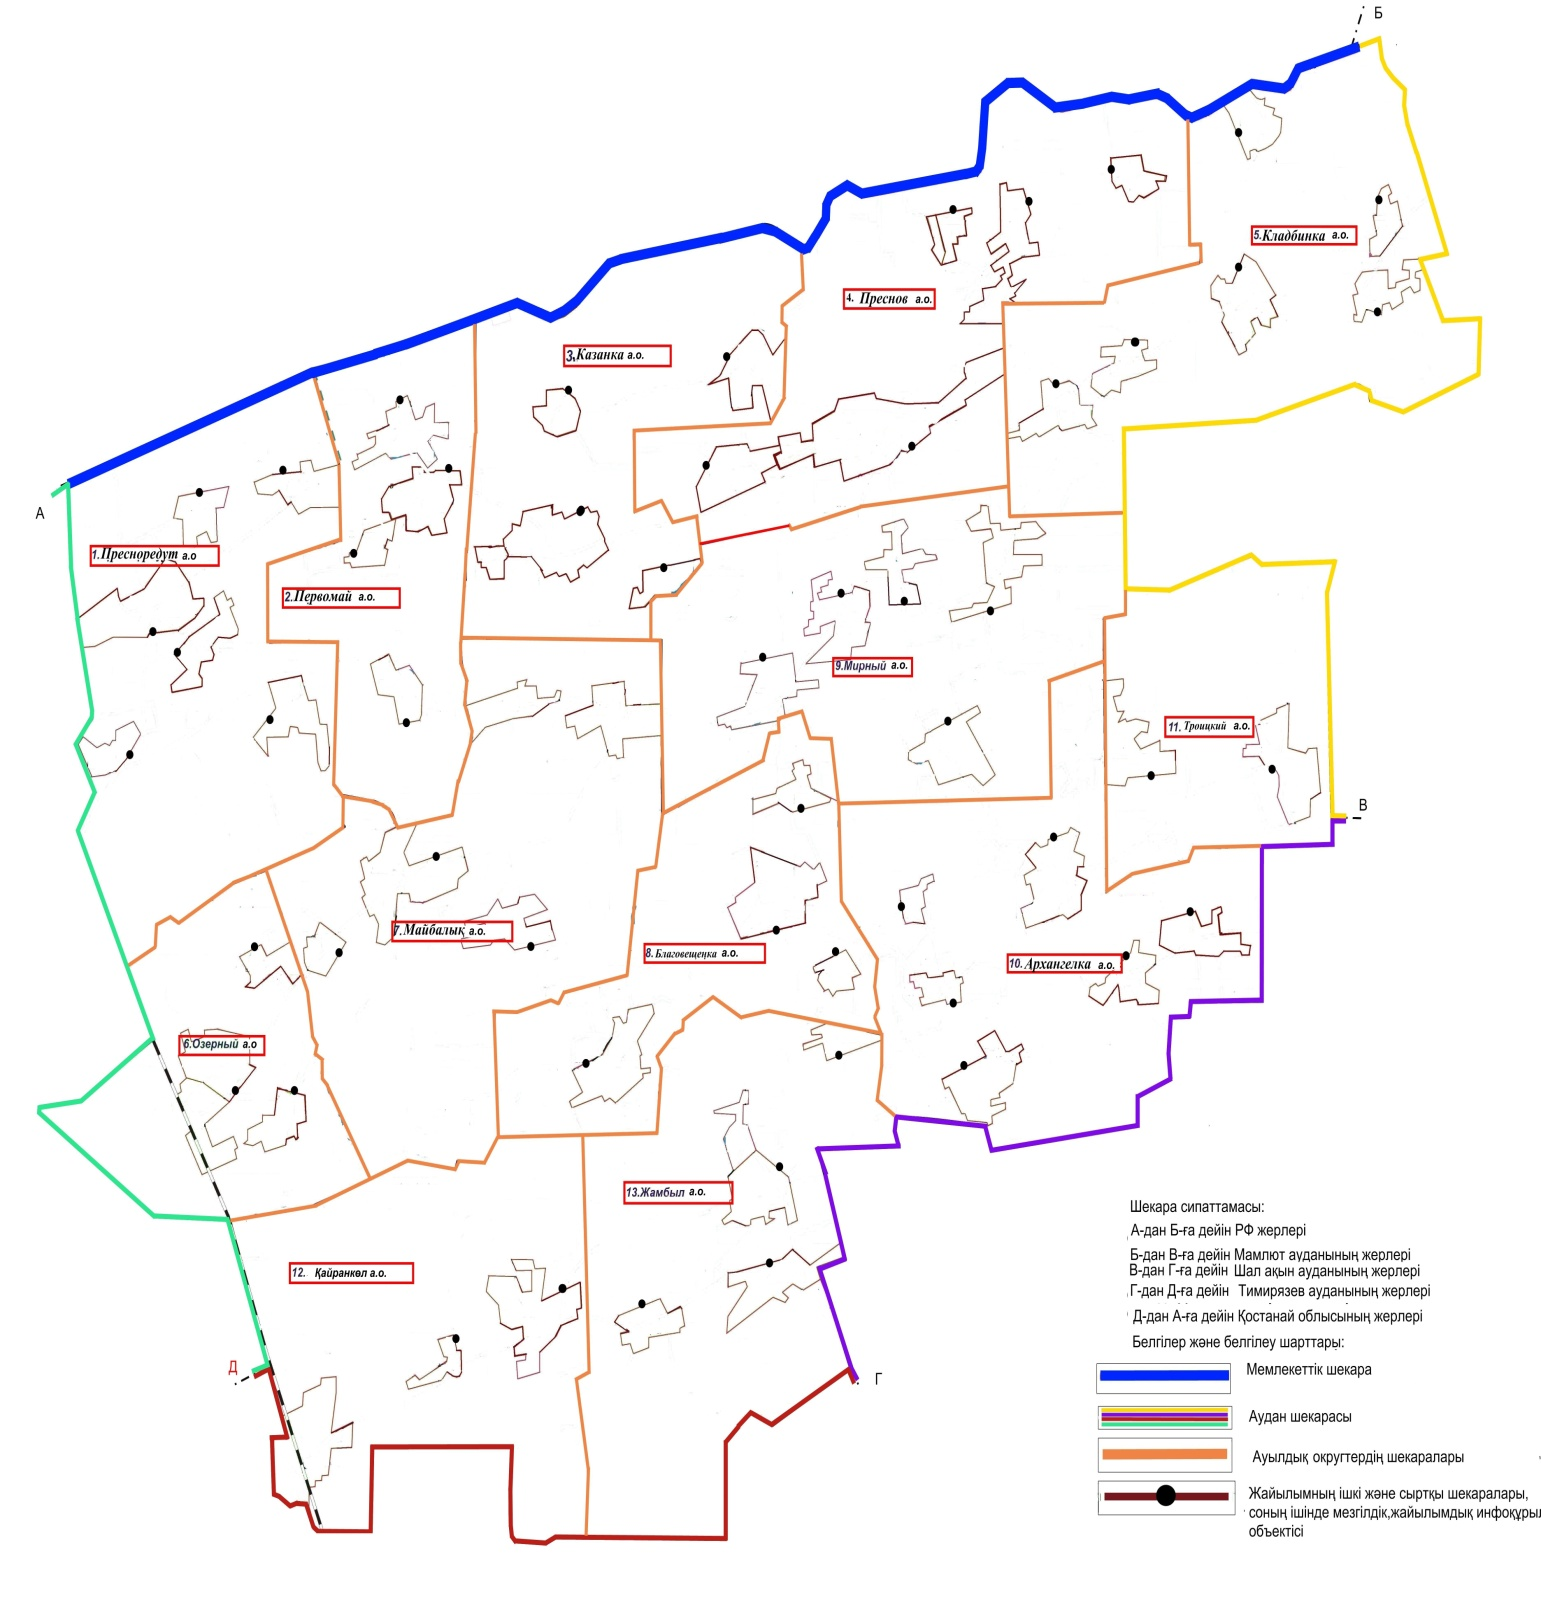 Б
5.Кладбинка а.о.
4. Преснов а.о.
3,Казанка а.о.
А
1.Пресноредут а.о
2.Первомай а.о.
9.Мирный а.о.
11. Троицкий а.о.
В
7.Майбалық а.о.
8.Благовещеңка а.о.
10.Архангелка а.о.
6.Озерный а.о
13.Жамбыл а.о.
12. Қайранкөл а.о.
Д
Г
Шекара сипаттамасы:
А-дан Б-ға дейін РФ жерлері
Б-дан В-ға дейін Мамлют ауданының жерлері
В-дан Г-ға дейін Шал ақын ауданының жерлері
Г-дан Д-ға дейін Тимирязев ауданының жерлері
Д-дан А-ға дейін Қостанай облысының жерлері
Белгілер және белгілеу шарттары:
Мемлекеттік шекара
Аудан шекарасы
Ауылдық округтердің шекаралары
Жайылымның ішкі және сыртқы шекаралары,
соның ішінде мезгілдік,жайылымдық инфоқұрыл
объектісі